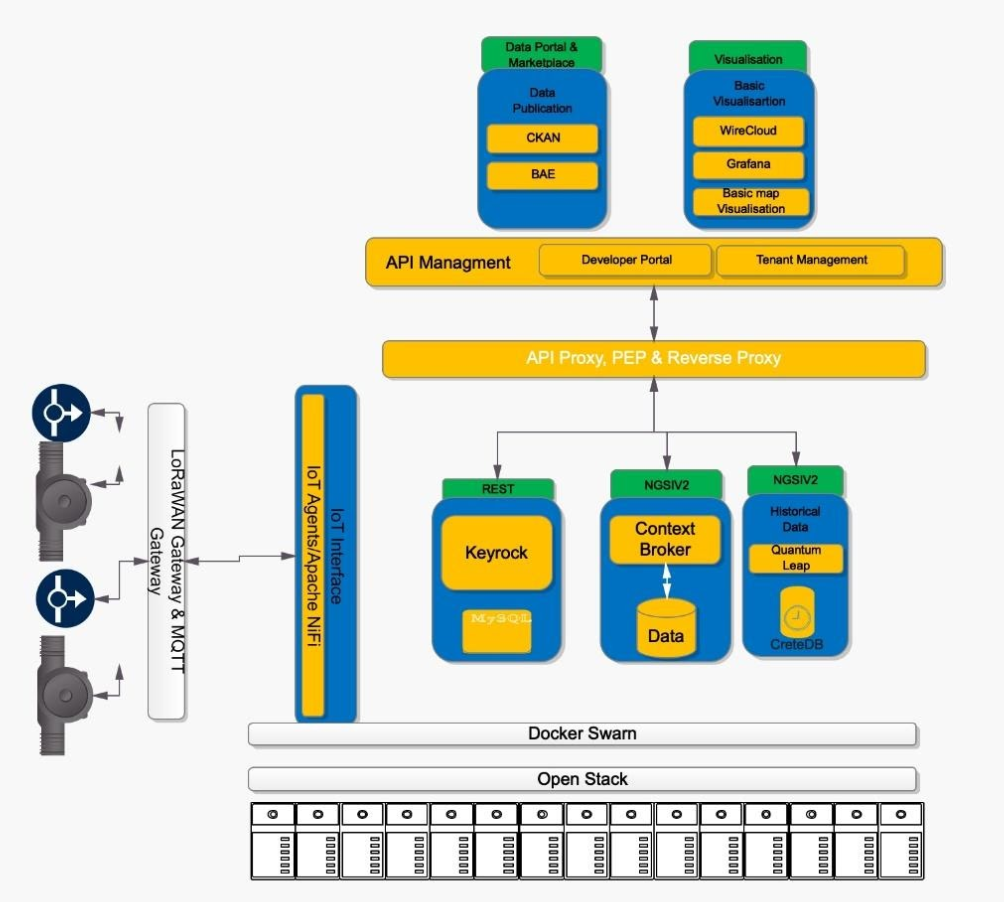 Data Portal &
Marketplace
Data
Publication
CKAN
BAE
Visualisation
Basic
Visualisartion
WireCloud
Grafana
Basic map
Visualisation
API Managment
Developer Portal
Tenant Management
API Proxy, PEP & Reverse Proxy
LoRaWAN Gateway & MQTT
Gateway
IoT Interface
IoT Agents/Apache NiFi
REST
Keyrock
MySQL
NGSIV2
Context
Broker
Data
NGSIV2
Historical
Data
Quantum
Leap
CreteDB
Docker Swarn
Open Stack